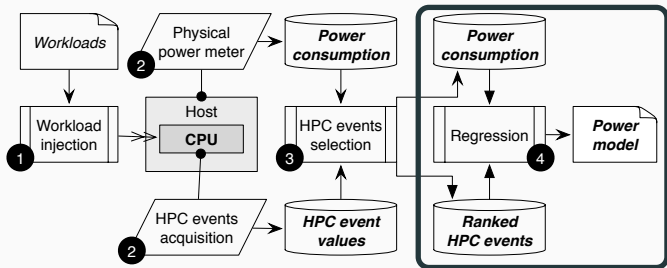 Workloads
Physical
power meter
2
Power
consumption
Power
consumption
Workload
injection
1
Host
CPU
HPC events
selection
3
Regression
4
Power
model
HPC events
acquisition
2
HPC event
values
Ranked
HPC events